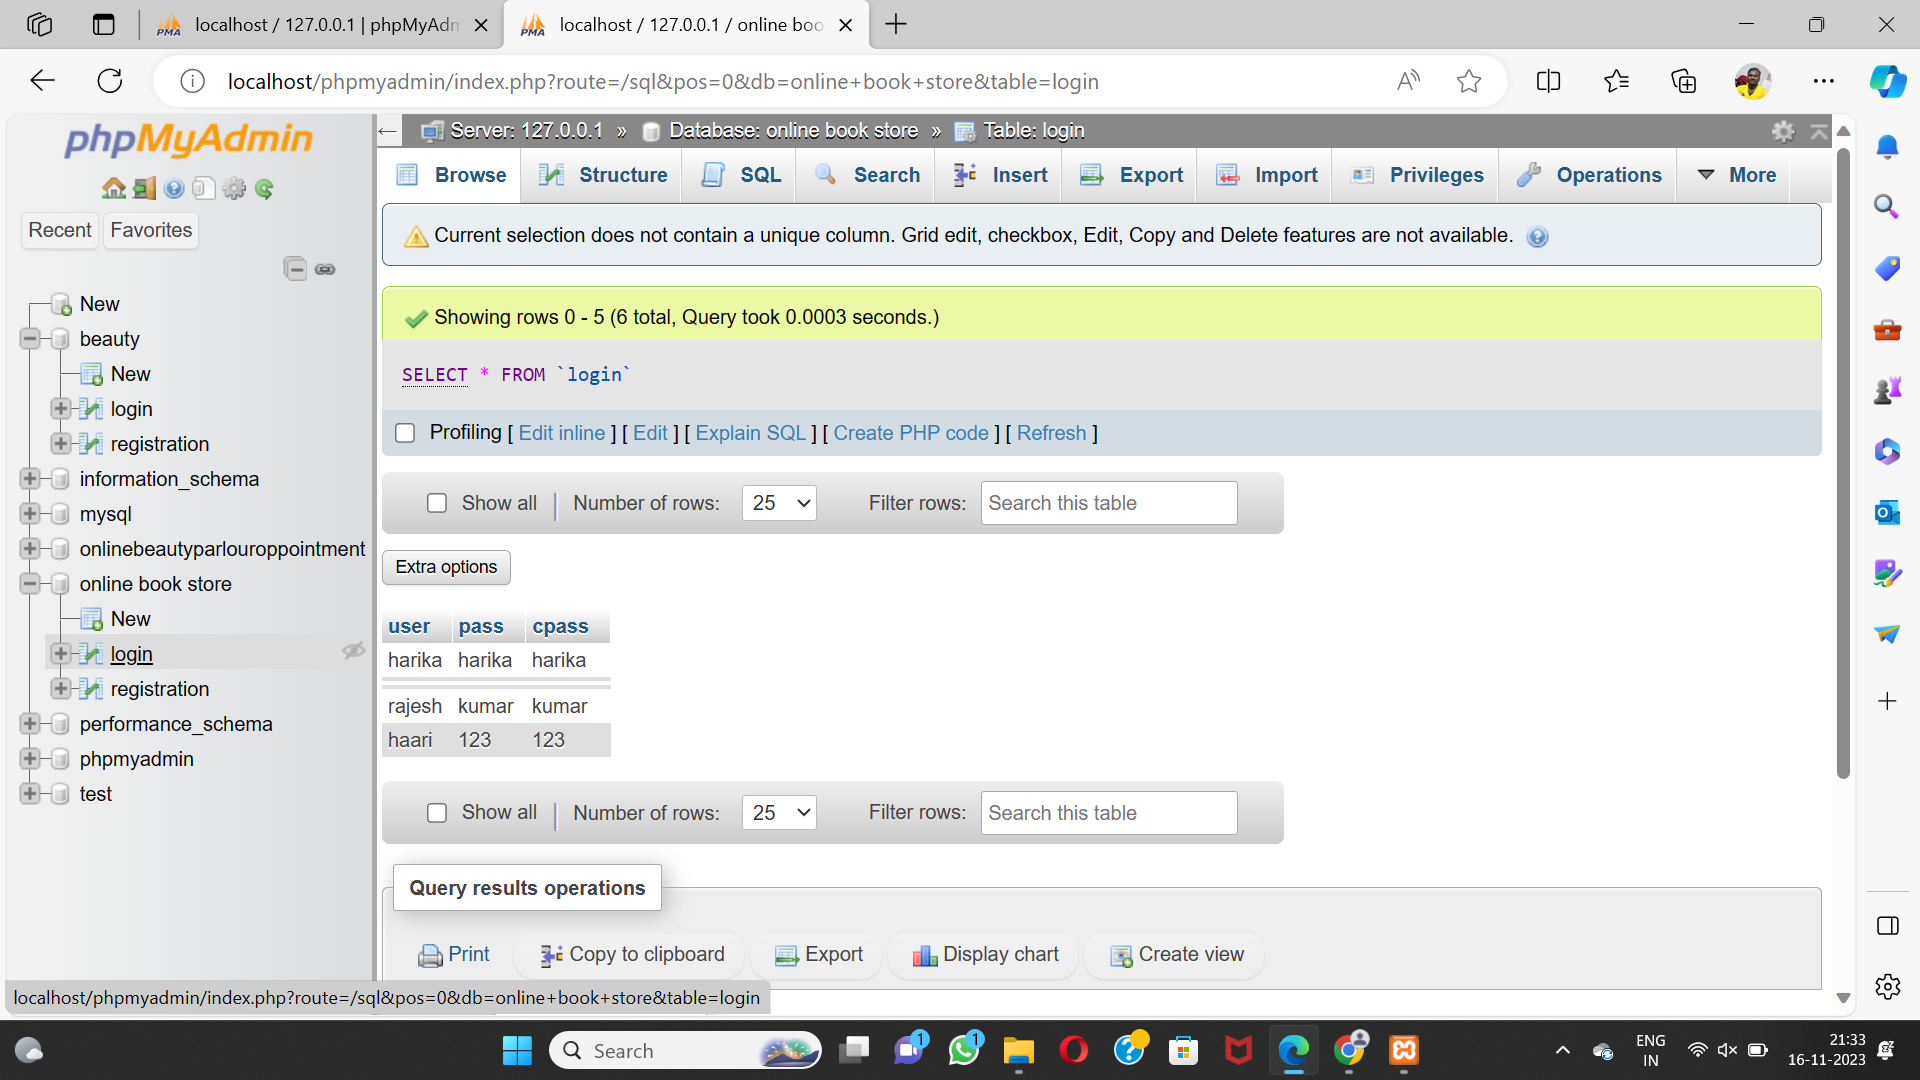 localhost / 127.0.0.1 | phpMyAdm
localhost / 127.0.0.1 / online boo
localhost/phpmyadmin/index.php?route=/sql&pos=0&db=online+book+store&table=login
phpMyAdmin
Recent
Favorites
New
beauty
New
login
registration
information_schema
mysql
onlinebeautyparlouroppointment
online book store
New
login
registration
performance_schema
phpmyadmin
test
Server: 127.0.0.1 » Database: online book store » Table: login
Browse Structure SQL Search Insert Export Import Privileges Operations More
Current selection does not contain a unique column. Grid edit, checkbox, Edit, Copy and Delete features are not available.
Showing rows 0 - 5 (6 total, Query took 0.0003 seconds.)
SELECT * FROM `login`
Profiling [ Edit inline ] [ Edit ] [ Explain SQL ] [ Create PHP code ] [ Refresh ]
Show all | Number of rows: 25 Filter rows: Search this table
Extra options
user pass cpass
harika harika harika
rajesh kumar kumar
haari 123 123
Show all | Number of rows: 25 Filter rows: Search this table
Query results operations
Print Copy to clipboard Export Display chart Create view
localhost/phpmyadmin/index.php?route=/sql&pos=0&db=online+book+store&table=login
Search
1
1
ENG
IN
21:33
16-11-2023